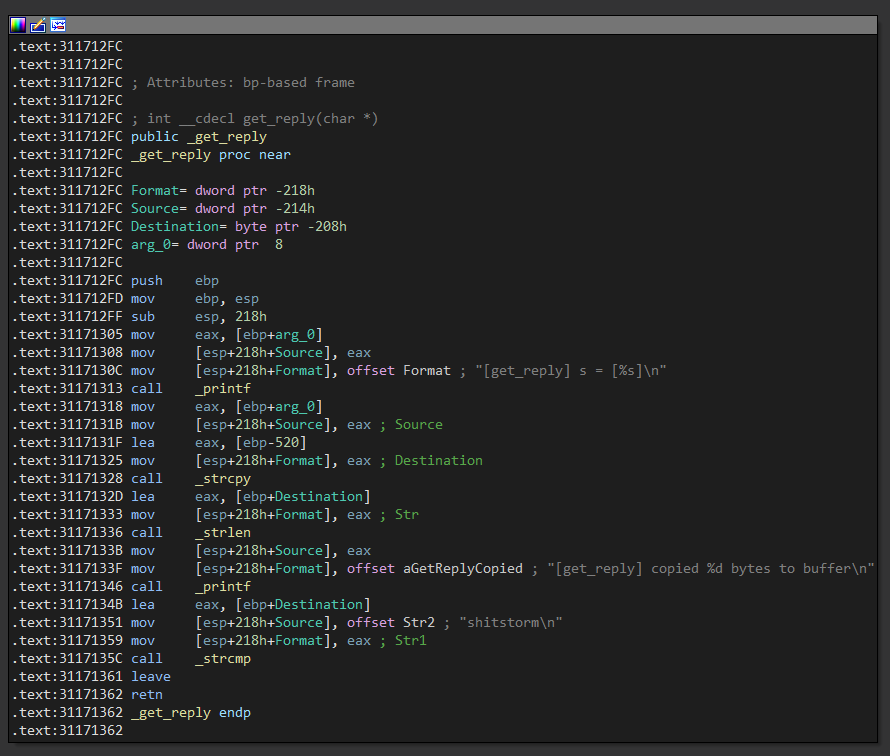 .text:311712FC
.text:311712FC
.text:311712FC ; Attributes: bp-based frame
.text:311712FC
.text:311712FC ; int __cdecl get_reply(char *)
.text:311712FC public _get_reply
.text:311712FC _get_reply proc near
.text:311712FC
.text:311712FC Format= dword ptr -218h
.text:311712FC Source= dword ptr -214h
.text:311712FC Destination= byte ptr -208h
.text:311712FC arg_0= dword ptr  8
.text:311712FC
.text:311712FC push    ebp
.text:311712FD mov     ebp, esp
.text:311712FF sub     esp, 218h
.text:31171305 mov     eax, [ebp+arg_0]
.text:31171308 mov     [esp+218h+Source], eax
.text:3117130C mov     [esp+218h+Format], offset Format ; "[get_reply] s = [%s]\n"
.text:31171313 call    _printf
.text:31171318 mov     eax, [ebp+arg_0]
.text:3117131B mov     [esp+218h+Source], eax ; Source
.text:3117131F lea     eax, [ebp-520]
.text:31171325 mov     [esp+218h+Format], eax ; Destination
.text:31171328 call    _strcpy
.text:3117132D lea     eax, [ebp+Destination]
.text:31171333 mov     [esp+218h+Format], eax ; Str
.text:31171336 call    _strlen
.text:3117133B mov     [esp+218h+Source], eax
.text:3117133F mov     [esp+218h+Format], offset aGetReplyCopied ; "[get_reply] copied %d bytes to buffer\n"
.text:31171346 call    _printf
.text:3117134B lea     eax, [ebp+Destination]
.text:31171351 mov     [esp+218h+Source], offset Str2 ; "shitstorm\n"
.text:31171359 mov     [esp+218h+Format], eax ; Str1
.text:3117135C call    _strcmp
.text:31171361 leave
.text:31171362 retn
.text:31171362 _get_reply endp
.text:31171362